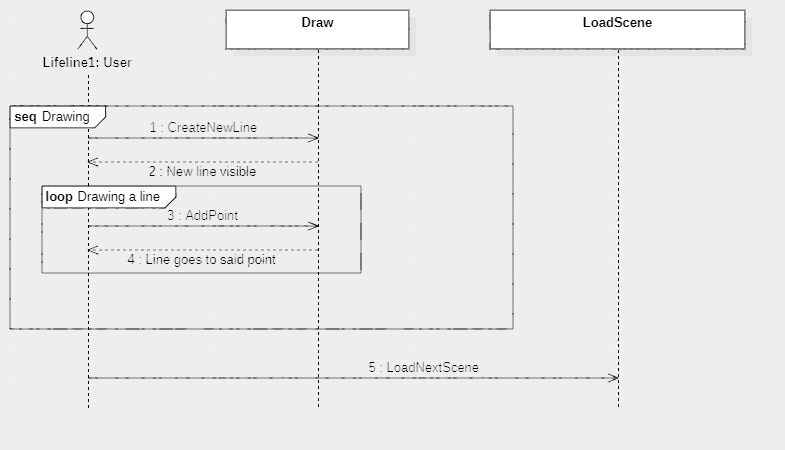 Draw
LoadScene
Lifeline1: User
seq Drawing
1 : CreateNewLine
2 : New line visible
loop Drawing a line
3 : AddPoint
4 : Line goes to said point
5 : LoadNextScene